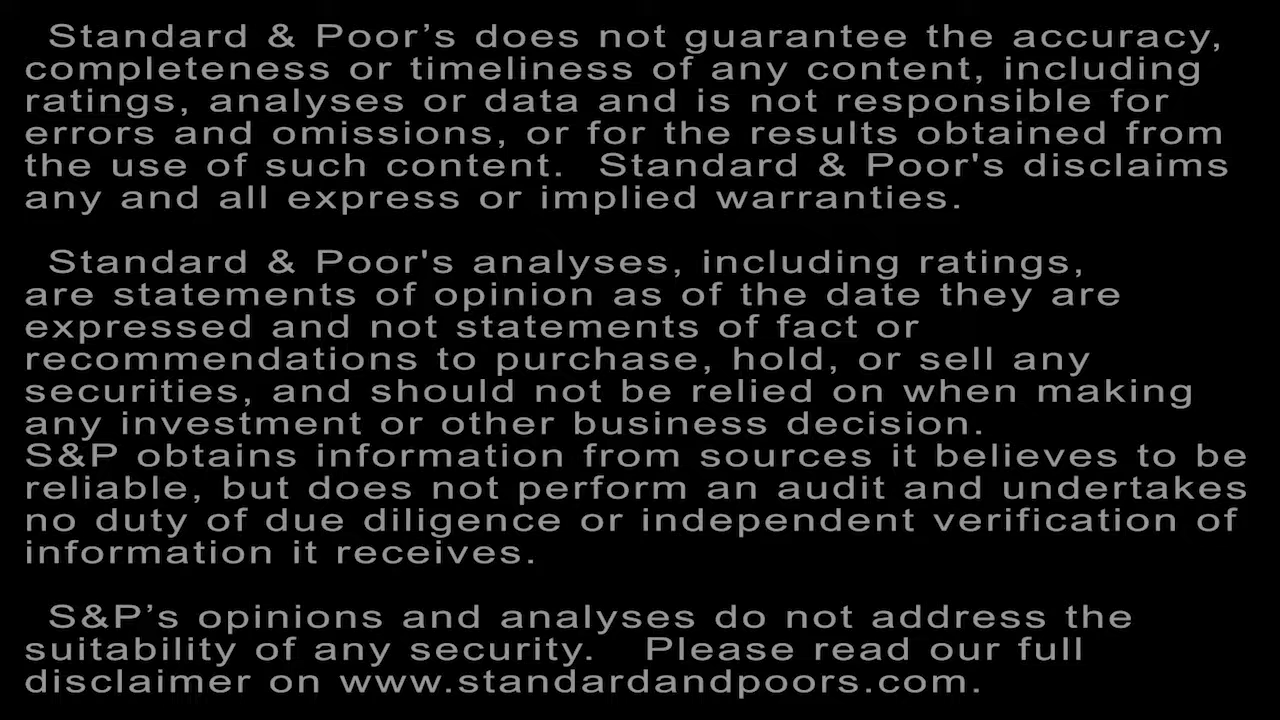 Standard & Poor’s does not guarantee the accuracy,
completeness or timeliness of any content, including
ratings, analyses or data and is not responsible for
errors and omissions, or for the results obtained from
the use of such content.  Standard & Poor's disclaims
any and all express or implied warranties.
Standard & Poor's analyses, including ratings,
are statements of opinion as of the date they are
expressed and not statements of fact or
recommendations to purchase, hold, or sell any
securities, and should not be relied on when making
any investment or other business decision.
S&P obtains information from sources it believes to be
reliable, but does not perform an audit and undertakes
no duty of due diligence or independent verification of
information it receives.
S&P’s opinions and analyses do not address the
suitability of any security.   Please read our full
disclaimer on www.standardandpoors.com.